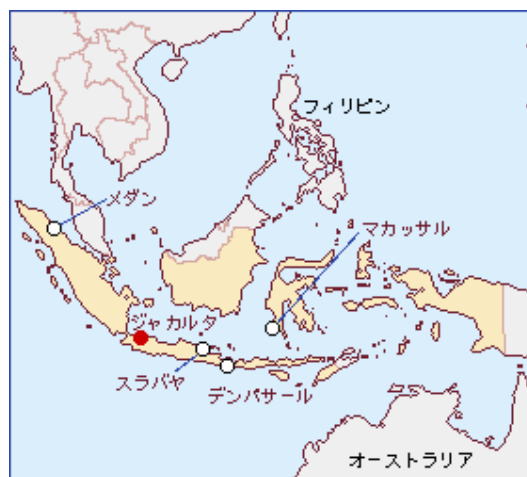 フィリピン
メダン
マカッサル
ジャカルタ
スラバヤ
デンパサール
オーストラリア